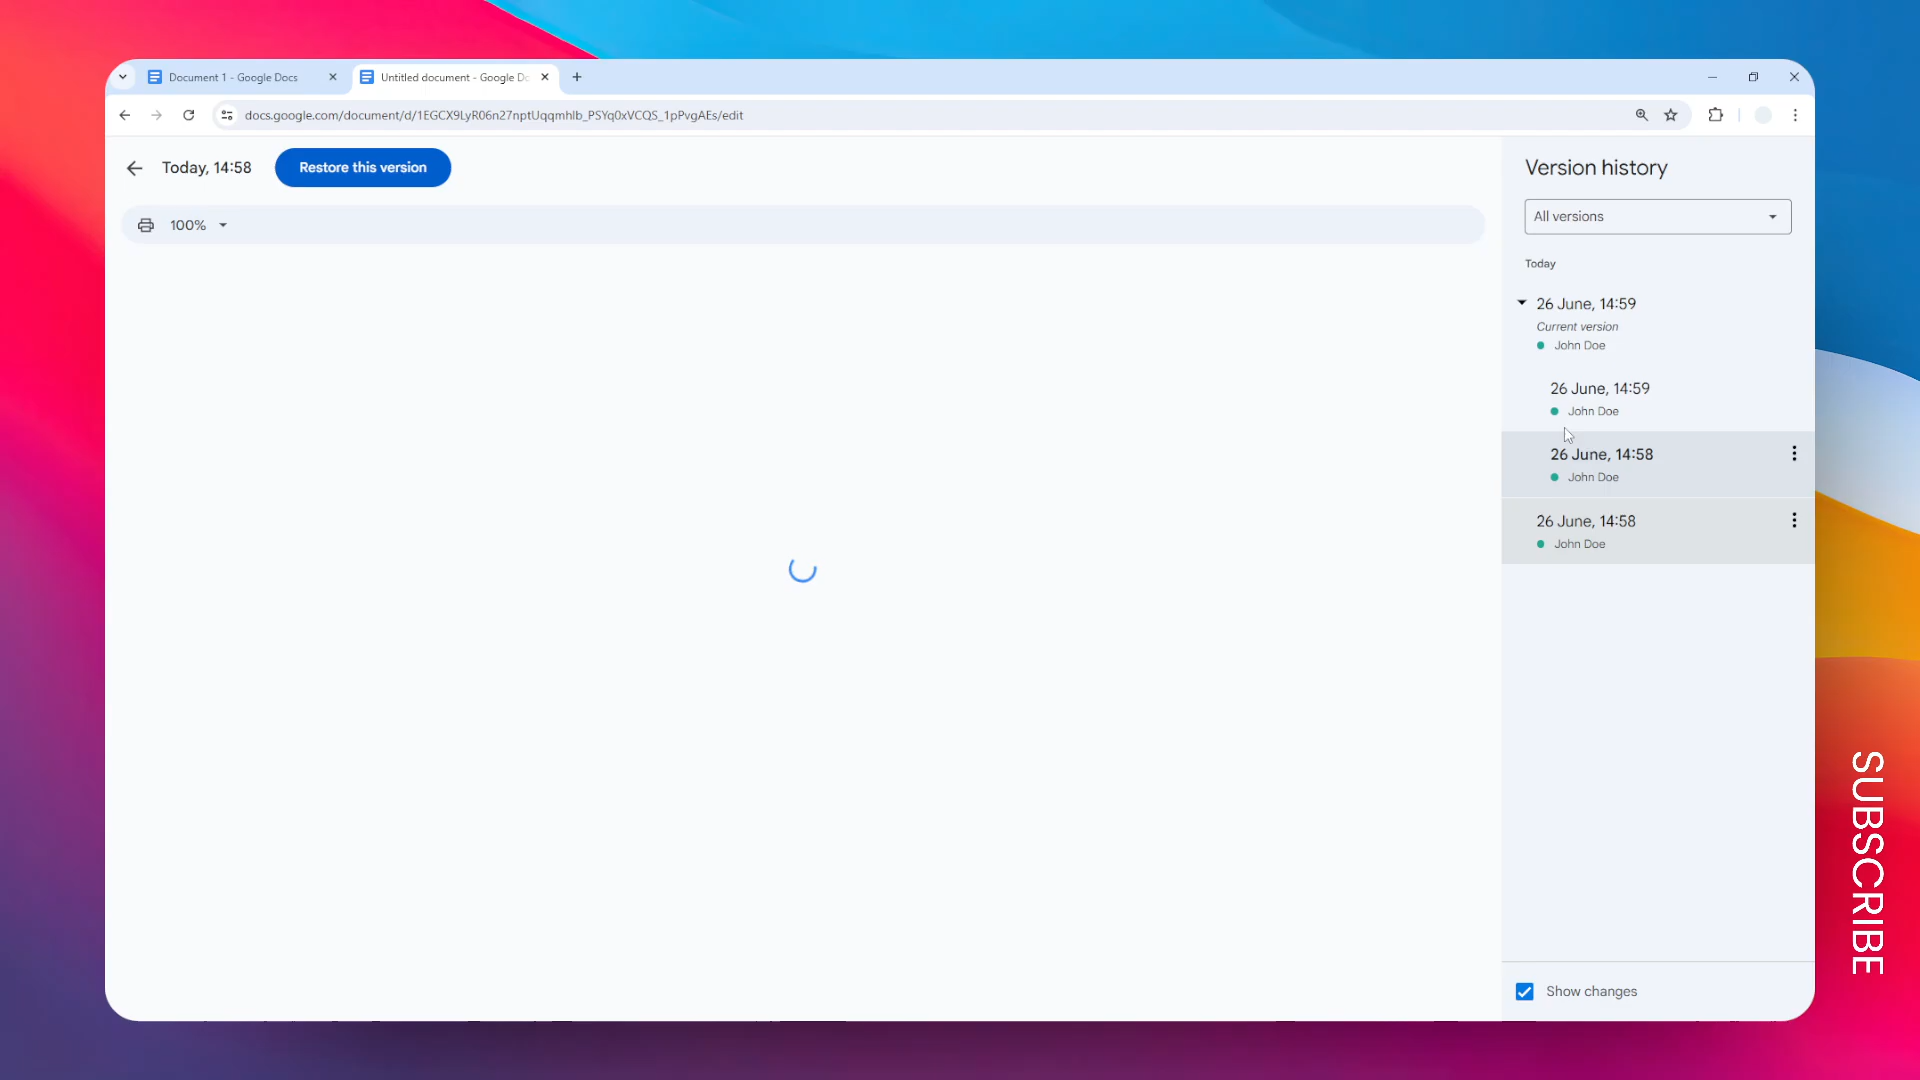 Document 1 - Google Docs
Untitled document - Google Do
docs.google.com/document/d/1EGCX9LyR06n27nptUqqmhlb_PSYq0xVCQS_1pPvgAEs/edit
Today, 14:58
Restore this version
100%
Version history
All versions
Today
26 June, 14:59
Current version
John Doe
26 June, 14:59
John Doe
26 June, 14:58
John Doe
26 June, 14:58
John Doe
Show changes
SUBSCRIBE